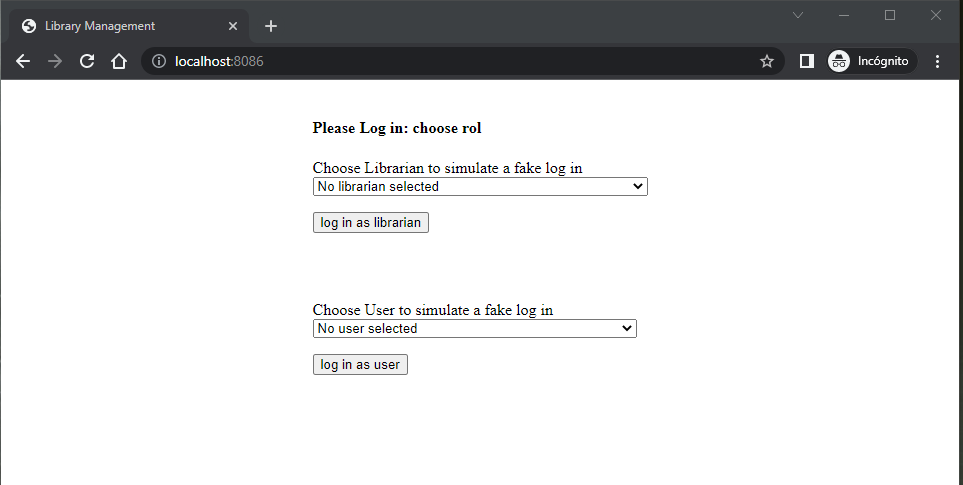 Library Management
localhost:8086
Incógnito
Please Log in: choose rol
Choose Librarian to simulate a fake log in
No librarian selected
log in as librarian
Choose User to simulate a fake log in
No user selected
log in as user